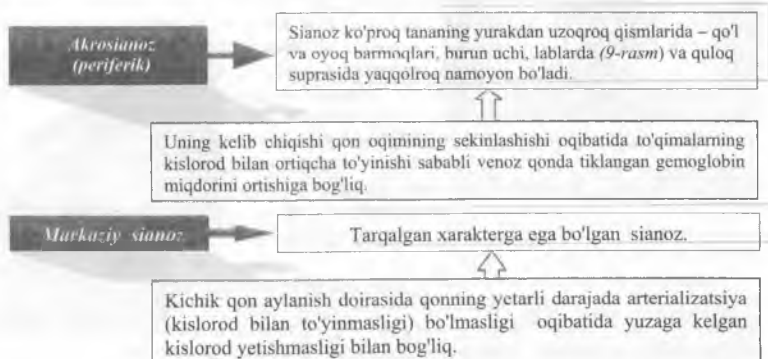 Akrosianoz
(periferik)
Sianoz ko'proq tananing yurakdan uzoqroq qismlarida – qo'l
va oyoq barmoqlari, burun uchi, lablarda (9-rasm) va quloq
suprasida yaqqolroq namoyon bo'ladi.
Uning kelib chiqishi qon oqimining sekinlashishi oqibatida to'qimalarning
kislorod bilan ortiqcha to'yinishi sababli venoz qonda tiklangan gemoglobin
miqdorini ortishiga bog'liq.
Markaziy sianoz
Tarqalgan xarakterga ega bo'lgan sianoz.
Kichik qon aylanish doirasida qonning yetarli darajada arterializatsiya
(kislorod bilan to'yinmasligi) bo'lmasligi oqibatida yuzaga kelgan
kislorod yetishmasligi bilan bog'liq.